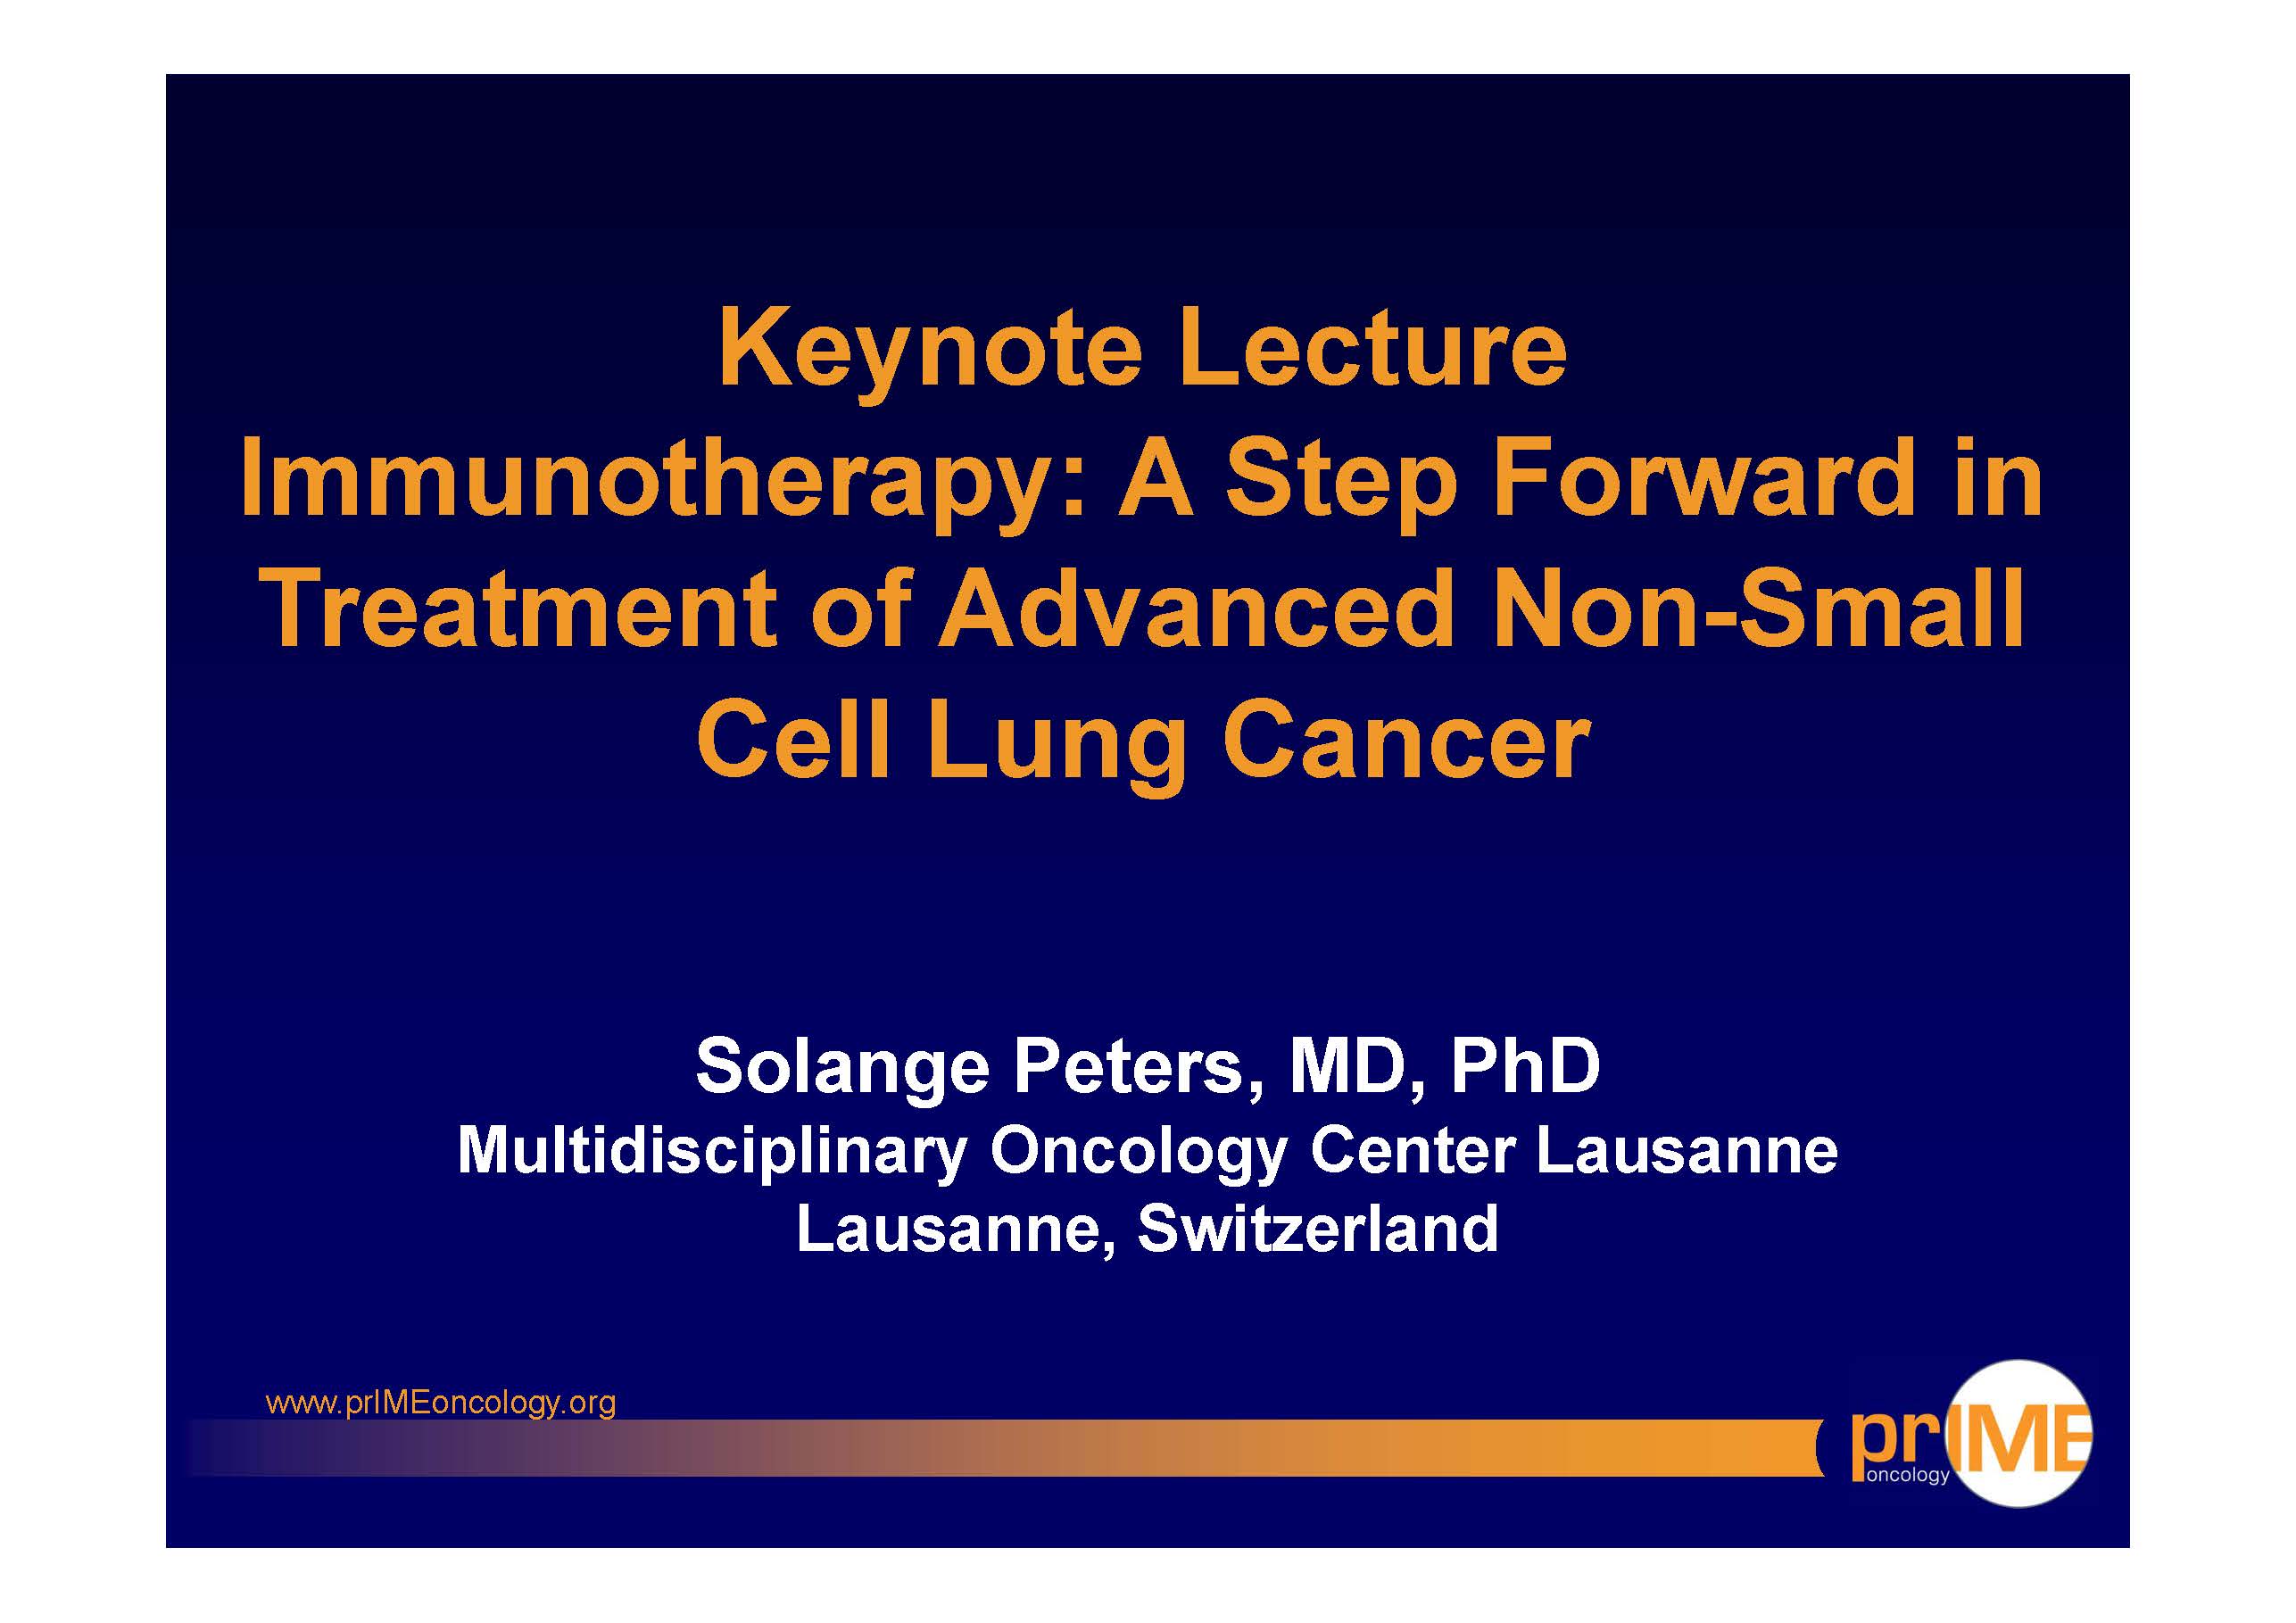 Keynote Lecture
Immunotherapy: A Step Forward in
Treatment of Advanced Non-Small
Cell Lung Cancer
Solange Peters, MD, PhD
Multidisciplinary Oncology Center Lausanne
Lausanne, Switzerland
www.prIMEoncology.org
prIME
oncology